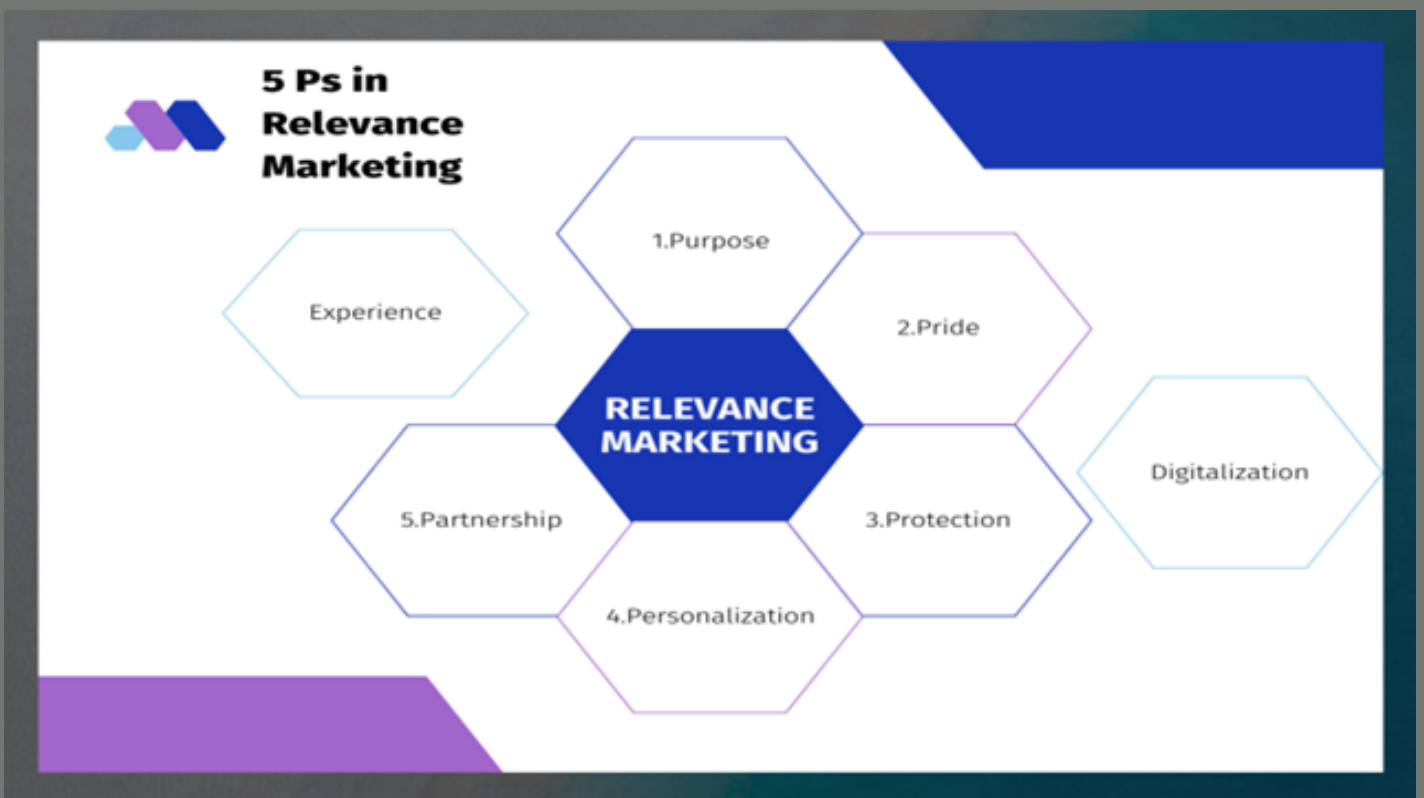 5 Ps in
Relevance
Marketing
1.Purpose
Experience
2.Pride
RELEVANCE
MARKETING
Digitalization
5.Partnership
3.Protection
4.Personalization